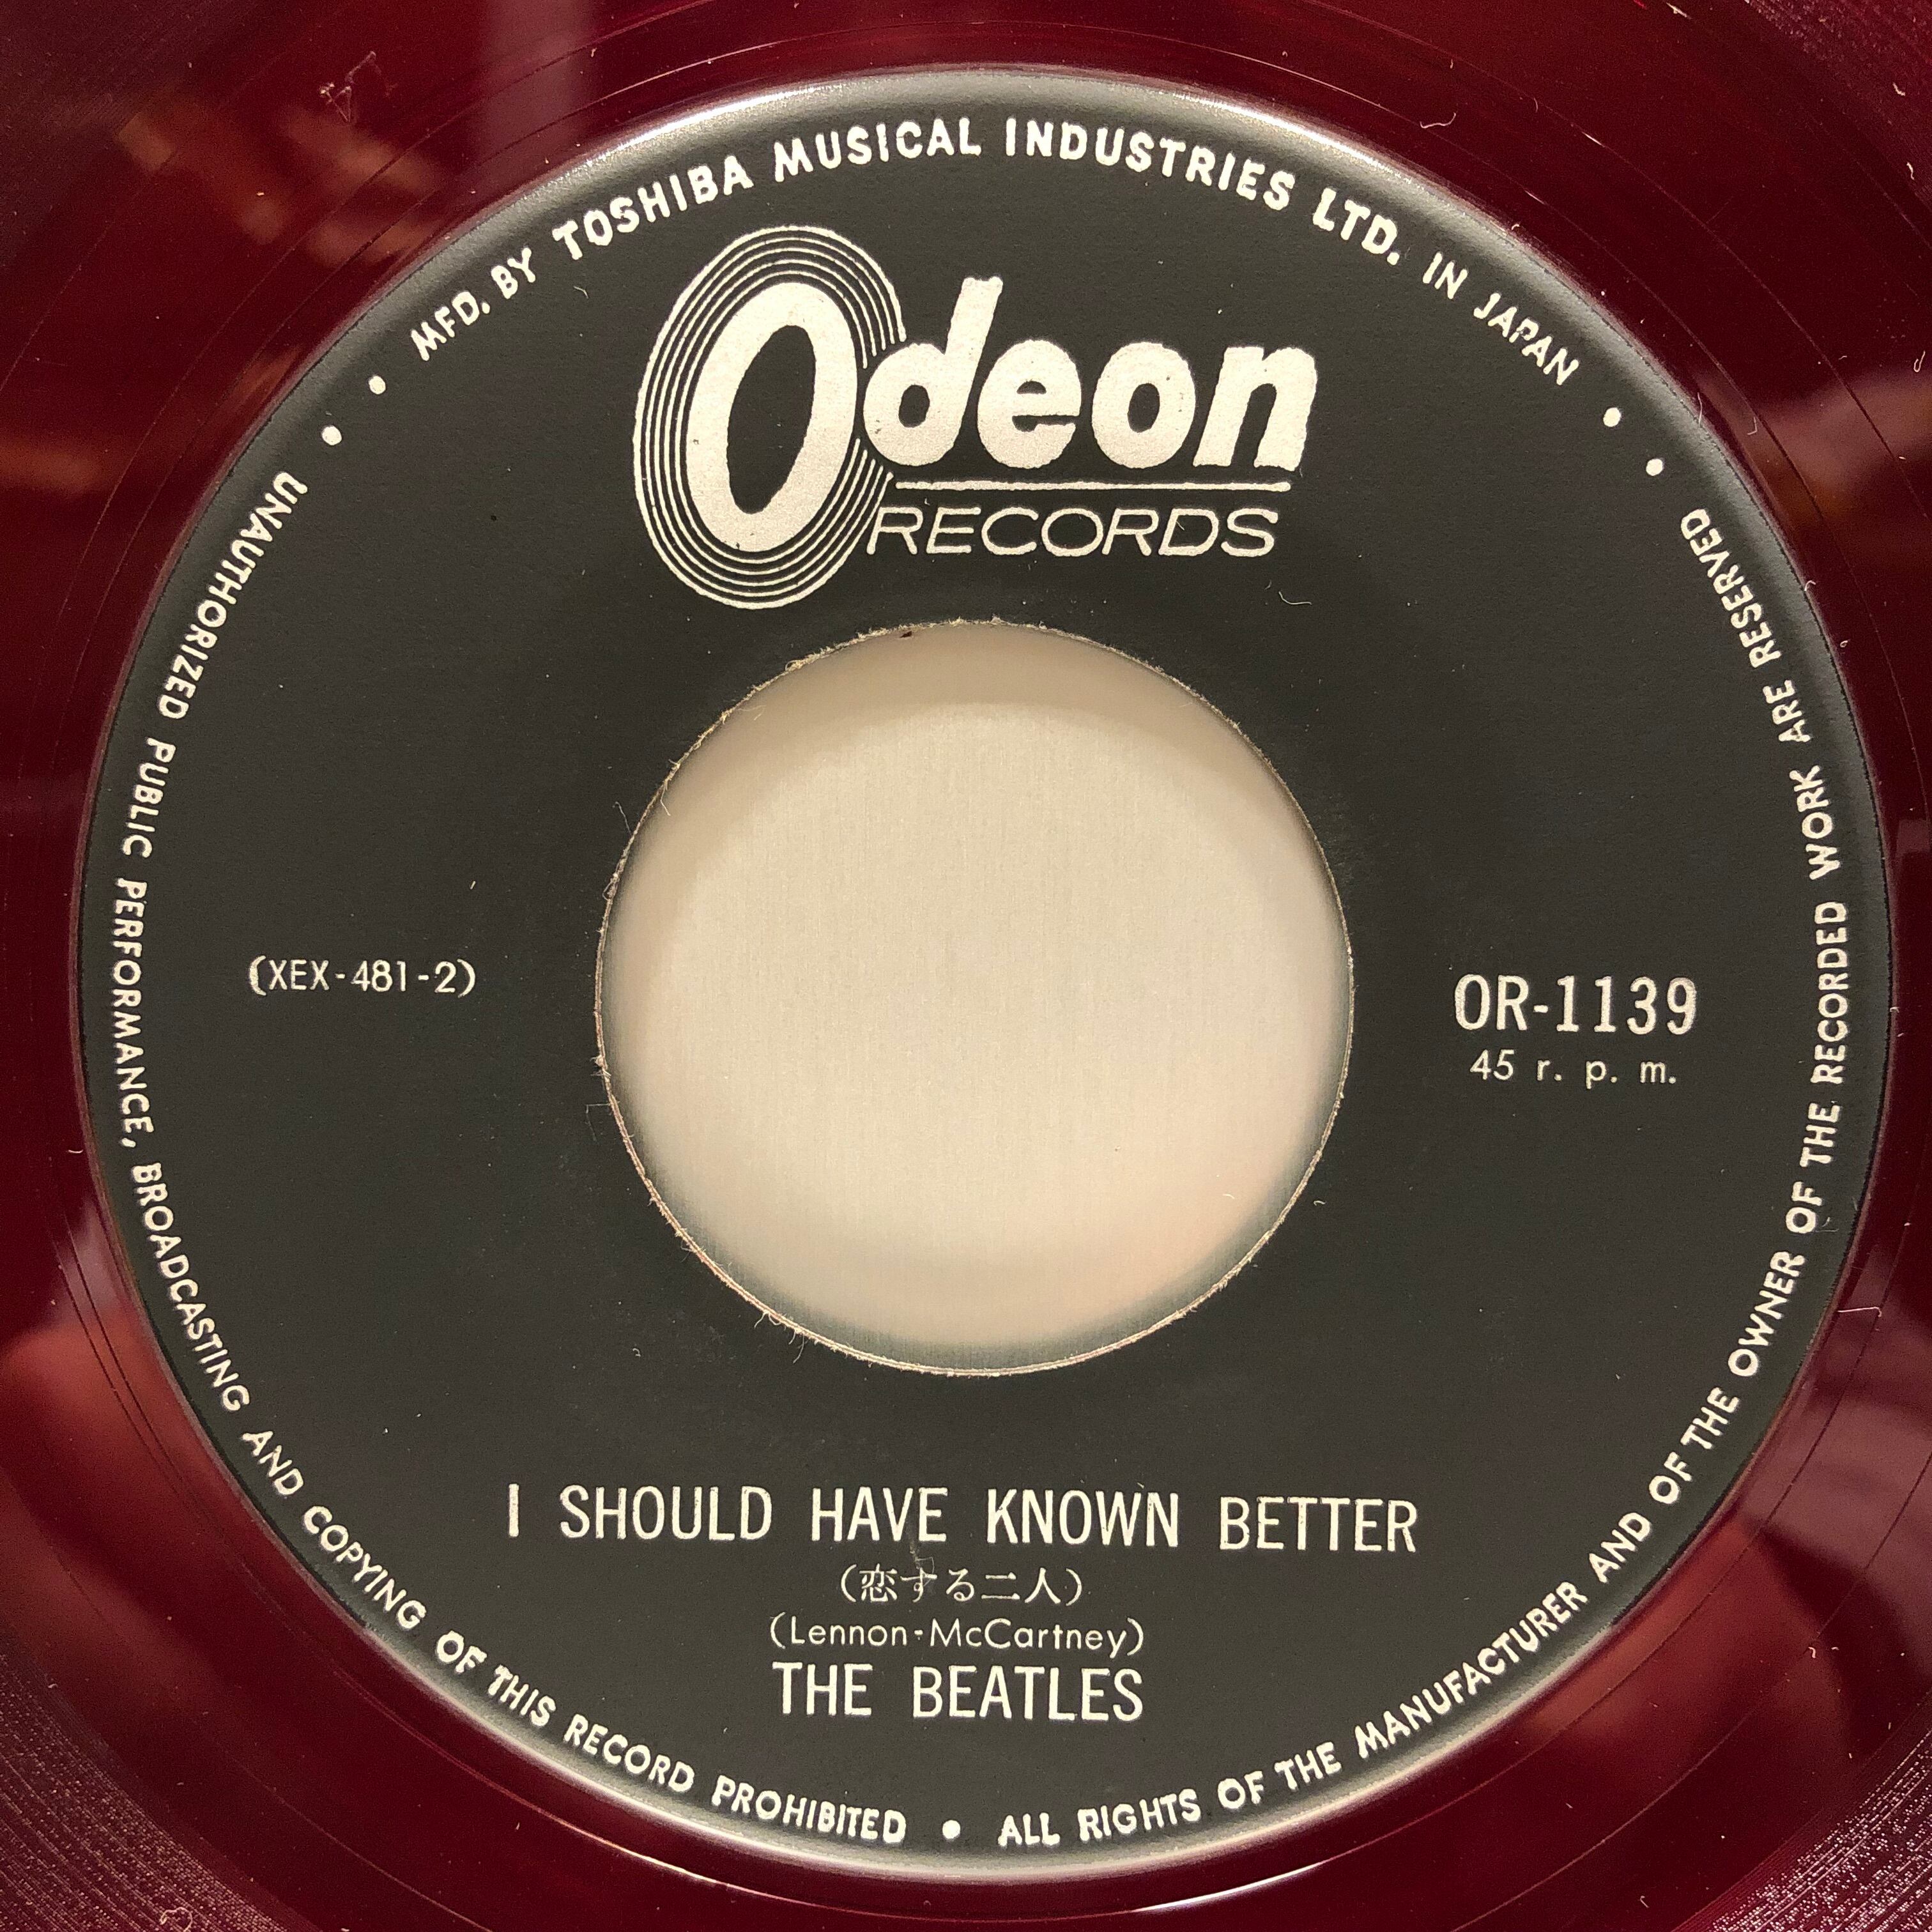 MFD. BY TOSHIBA MUSICAL INDUSTRIES LTD. IN JAPAN
Odeon
RECORDS
(XEX-481-2)
OR-1139
45 r. p. m.
I SHOULD HAVE KNOWN BETTER
(恋する二人)
(Lennon-McCartney)
THE BEATLES
UNAUTHORIZED PUBLIC PERFORMANCE, BROADCASTING AND COPYING OF THIS RECORD PROHIBITED • ALL RIGHTS OF THE MANUFACTURER AND OF THE OWNER OF THE RECORDED WORK ARE RESERVED